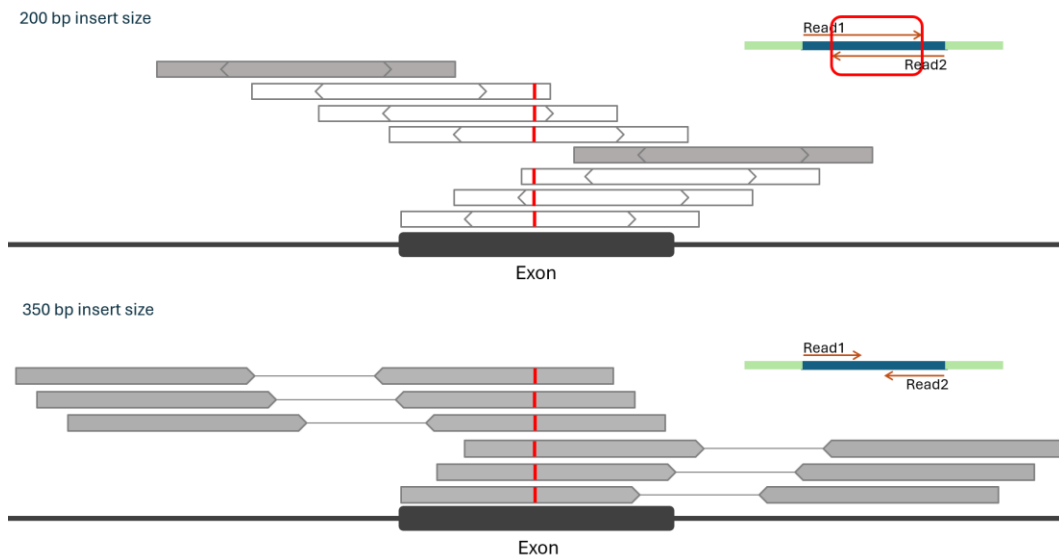 200 bp insert size
Read1
Read2
Exon
350 bp insert size
Read1
Read2
Exon